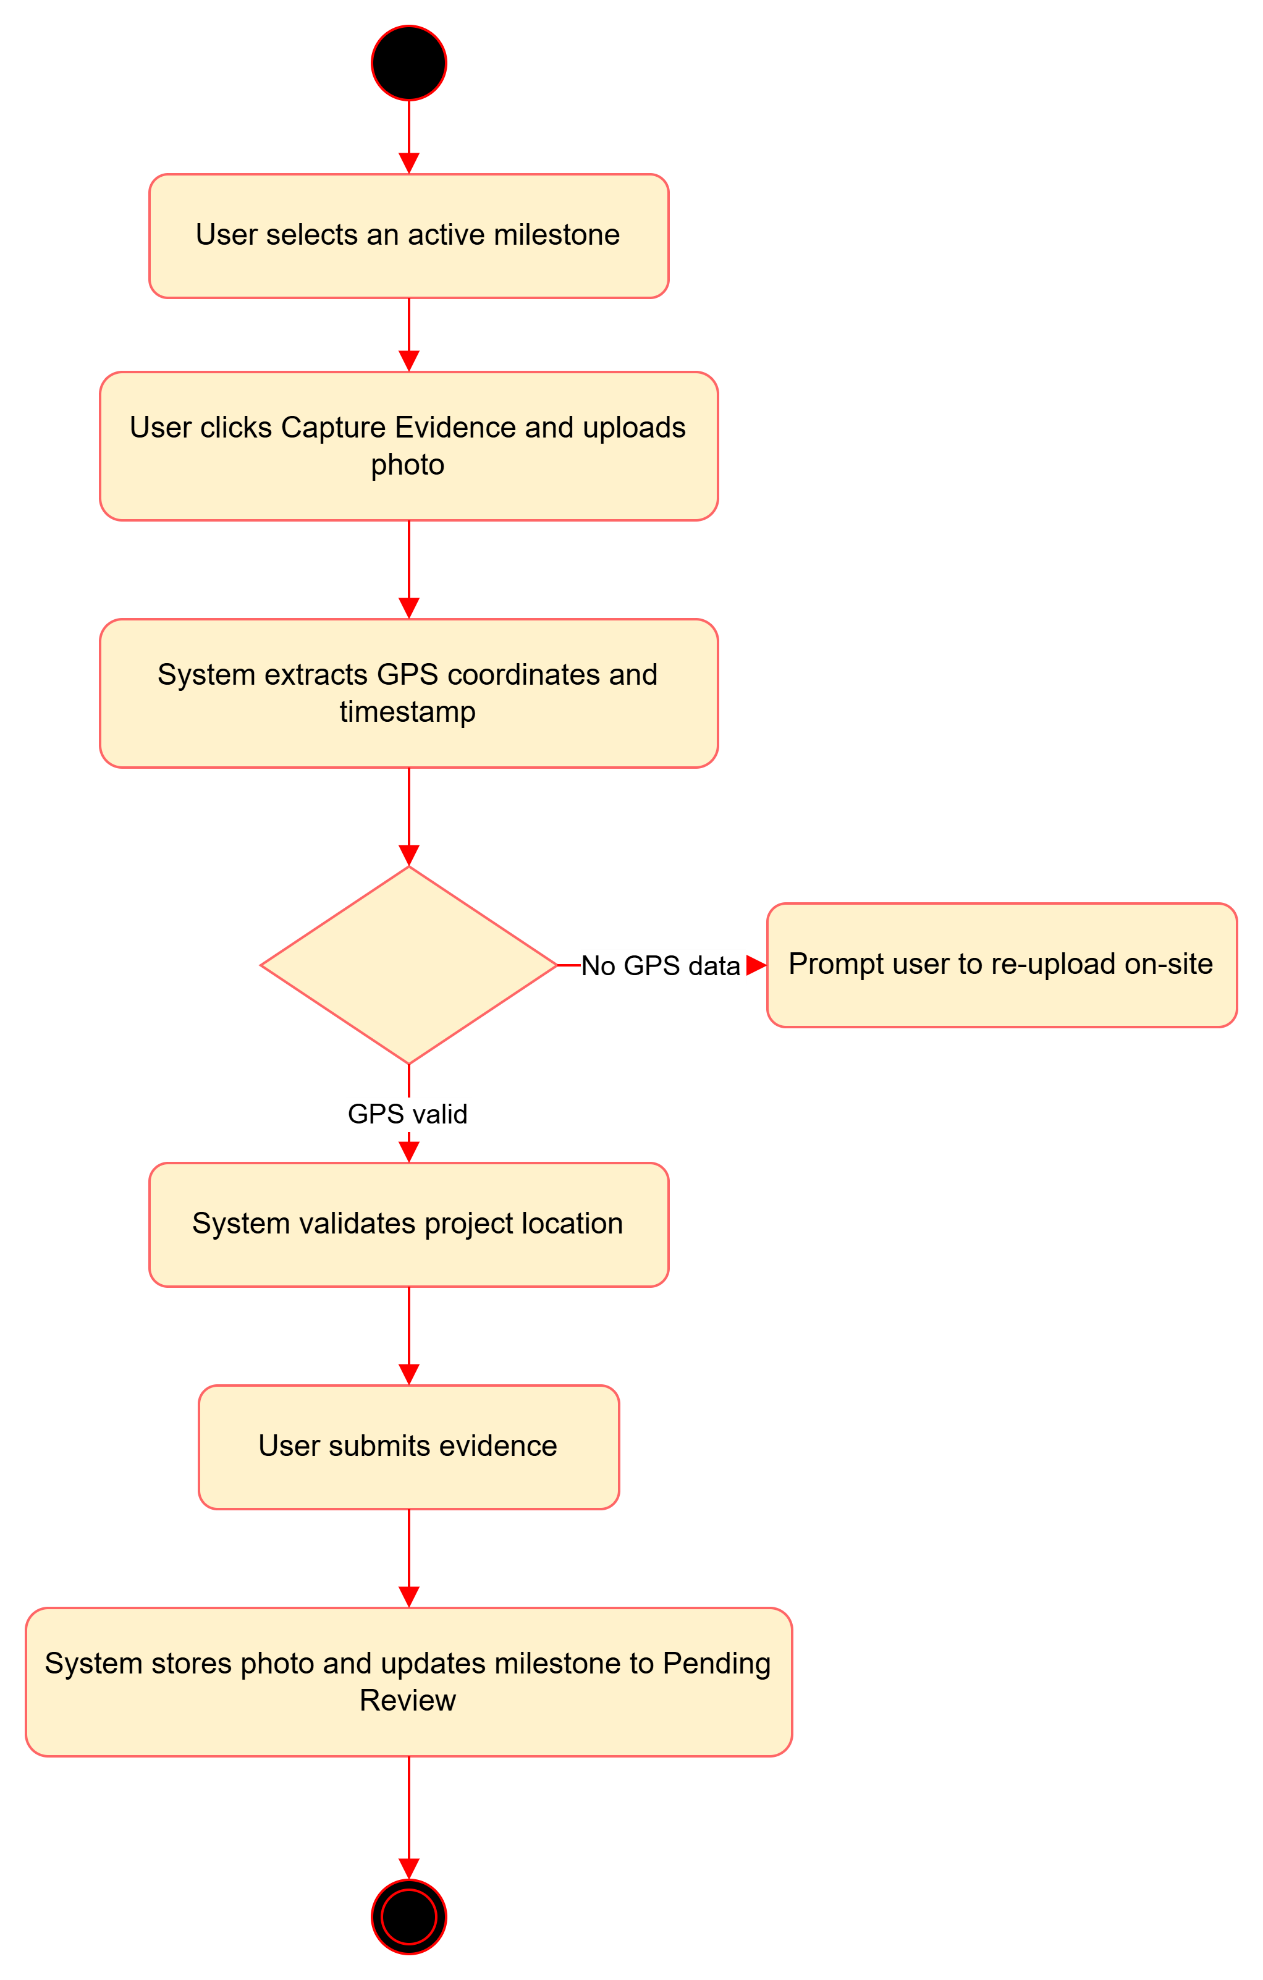 User selects an active milestone
User clicks Capture Evidence and uploads
photo
System extracts GPS coordinates and
timestamp
No GPS data
Prompt user to re-upload on-site
GPS valid
System validates project location
User submits evidence
System stores photo and updates milestone to Pending
Review